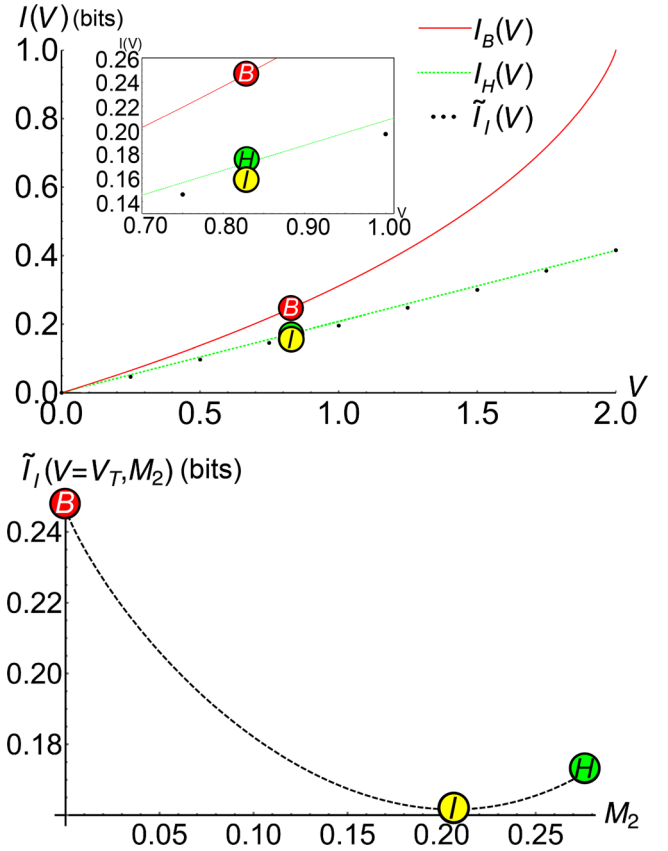 I(V) (bits)
1.0
0.8
0.6
0.4
0.2
0.0
0.0 0.5 1.0 1.5 2.0
V
I(V)
0.26
0.24
0.22
0.20
0.18
0.16
0.14
0.70 0.80 0.90 1.00
V
B
H
I
B
I
I_B(V)
I_H(V)
Ĩ_I(V)
Ĩ_I(V=V_T,M_2) (bits)
B
0.24
0.22
0.20
0.18
H
I
0.05 0.10 0.15 0.20 0.25
M_2